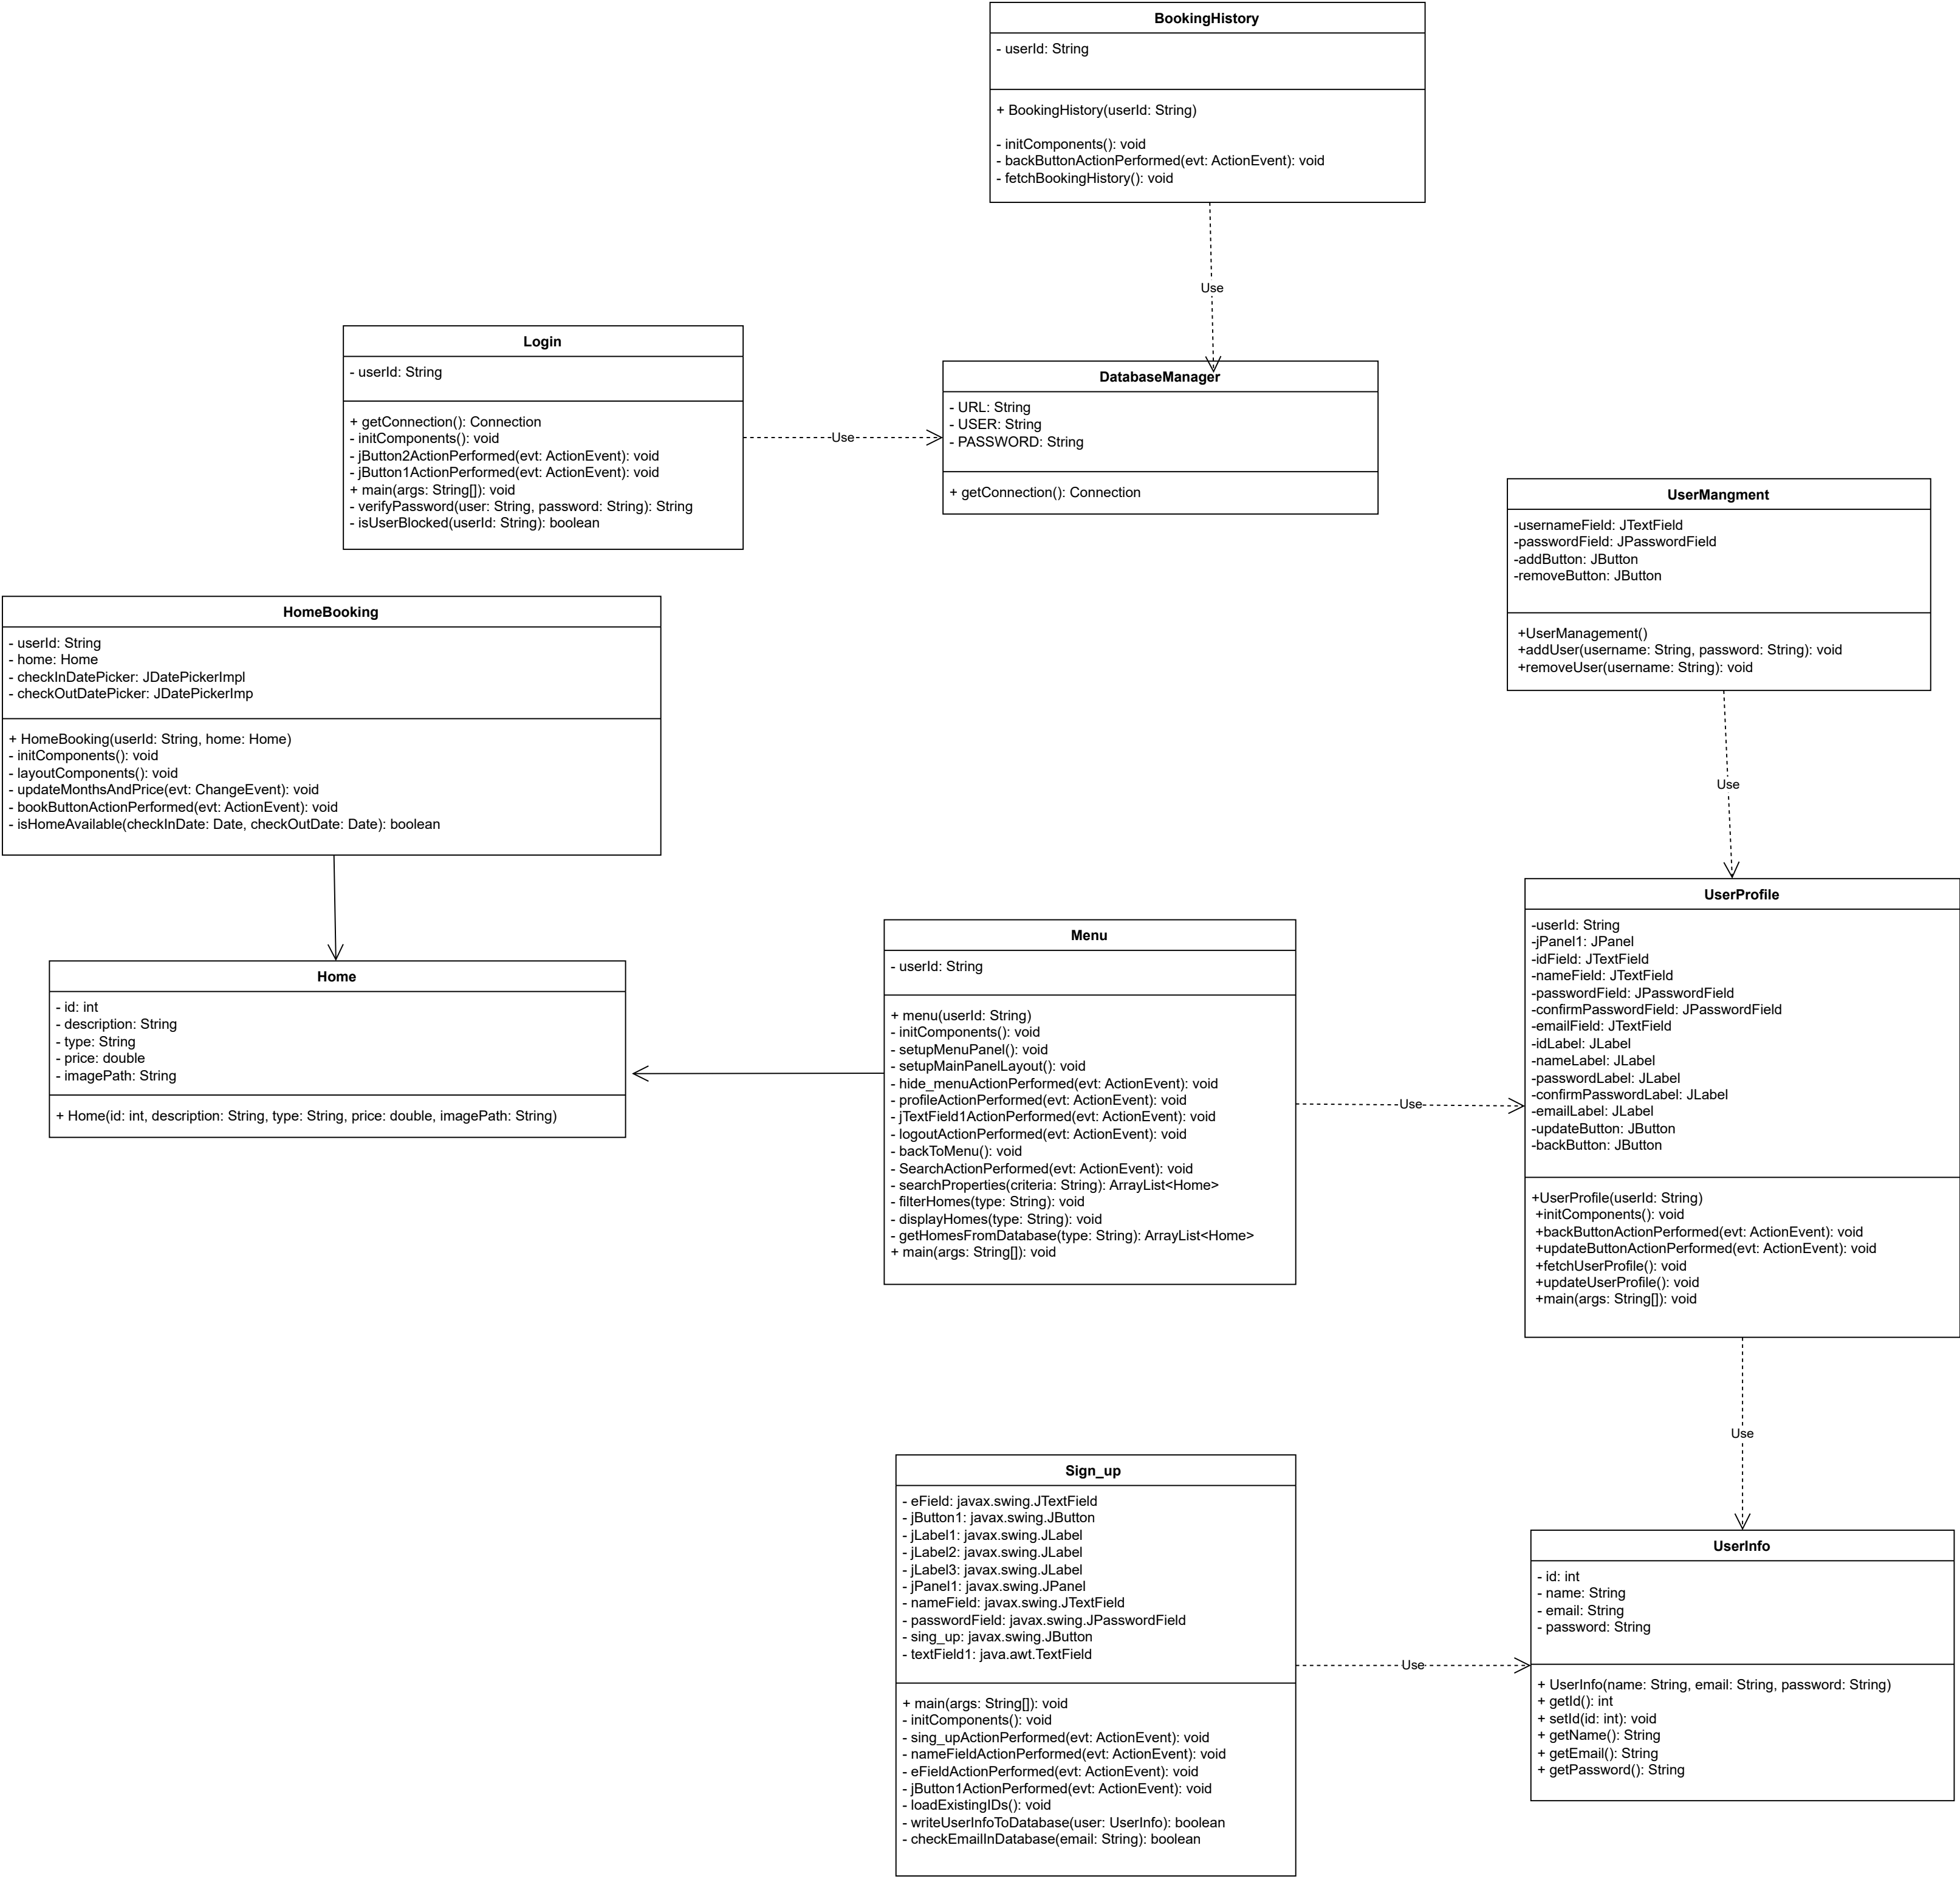 BookingHistory
- userId: String
+ BookingHistory(userId: String)
- initComponents(): void
- backButtonActionPerformed(evt: ActionEvent): void
- fetchBookingHistory(): void
Use
Login
- userId: String
+ getConnection(): Connection
- initComponents(): void
- jButton2ActionPerformed(evt: ActionEvent): void
- jButton1ActionPerformed(evt: ActionEvent): void
+ main(args: String[]): void
- verifyPassword(user: String, password: String): String
- isUserBlocked(userId: String): boolean
Use
DatabaseManager
- URL: String
- USER: String
- PASSWORD: String
+ getConnection(): Connection
UserMangment
-usernameField: JTextField
-passwordField: JPasswordField
-addButton: JButton
-removeButton: JButton
+UserManagement()
+addUser(username: String, password: String): void
+removeUser(username: String): void
Use
HomeBooking
- userId: String
- home: Home
- checkInDatePicker: JDatePickerImpl
- checkOutDatePicker: JDatePickerImp
+ HomeBooking(userId: String, home: Home)
- initComponents(): void
- layoutComponents(): void
- updateMonthsAndPrice(evt: ChangeEvent): void
- bookButtonActionPerformed(evt: ActionEvent): void
- isHomeAvailable(checkInDate: Date, checkOutDate: Date): boolean
Home
- id: int
- description: String
- type: String
- price: double
- imagePath: String
+ Home(id: int, description: String, type: String, price: double, imagePath: String)
Menu
- userId: String
+ menu(userId: String)
- initComponents(): void
- setupMenuPanel(): void
- setupMainPanelLayout(): void
- hide_menuActionPerformed(evt: ActionEvent): void
- profileActionPerformed(evt: ActionEvent): void
- jTextField1ActionPerformed(evt: ActionEvent): void
- logoutActionPerformed(evt: ActionEvent): void
- backToMenu(): void
- SearchActionPerformed(evt: ActionEvent): void
- searchProperties(criteria: String): ArrayList<Home>
- filterHomes(type: String): void
- displayHomes(type: String): void
- getHomesFromDatabase(type: String): ArrayList<Home>
+ main(args: String[]): void
Use
UserProfile
-userId: String
-jPanel1: JPanel
-idField: JTextField
-nameField: JTextField
-passwordField: JPasswordField
-confirmPasswordField: JPasswordField
-emailField: JTextField
-idLabel: JLabel
-nameLabel: JLabel
-passwordLabel: JLabel
-confirmPasswordLabel: JLabel
-emailLabel: JLabel
-updateButton: JButton
-backButton: JButton
+UserProfile(userId: String)
+initComponents(): void
+backButtonActionPerformed(evt: ActionEvent): void
+updateButtonActionPerformed(evt: ActionEvent): void
+fetchUserProfile(): void
+updateUserProfile(): void
+main(args: String[]): void
Use
Sign_up
- eField: javax.swing.JTextField
- jButton1: javax.swing.JButton
- jLabel1: javax.swing.JLabel
- jLabel2: javax.swing.JLabel
- jLabel3: javax.swing.JLabel
- jPanel1: javax.swing.JPanel
- nameField: javax.swing.JTextField
- passwordField: javax.swing.JPasswordField
- sing_up: javax.swing.JButton
- textField1: java.awt.TextField
+ main(args: String[]): void
- initComponents(): void
- sing_upActionPerformed(evt: ActionEvent): void
- nameFieldActionPerformed(evt: ActionEvent): void
- eFieldActionPerformed(evt: ActionEvent): void
- jButton1ActionPerformed(evt: ActionEvent): void
- loadExistingIDs(): void
- writeUserInfoToDatabase(user: UserInfo): boolean
- checkEmailInDatabase(email: String): boolean
Use
UserInfo
- id: int
- name: String
- email: String
- password: String
+ UserInfo(name: String, email: String, password: String)
+ getId(): int
+ setId(id: int): void
+ getName(): String
+ getEmail(): String
+ getPassword(): String